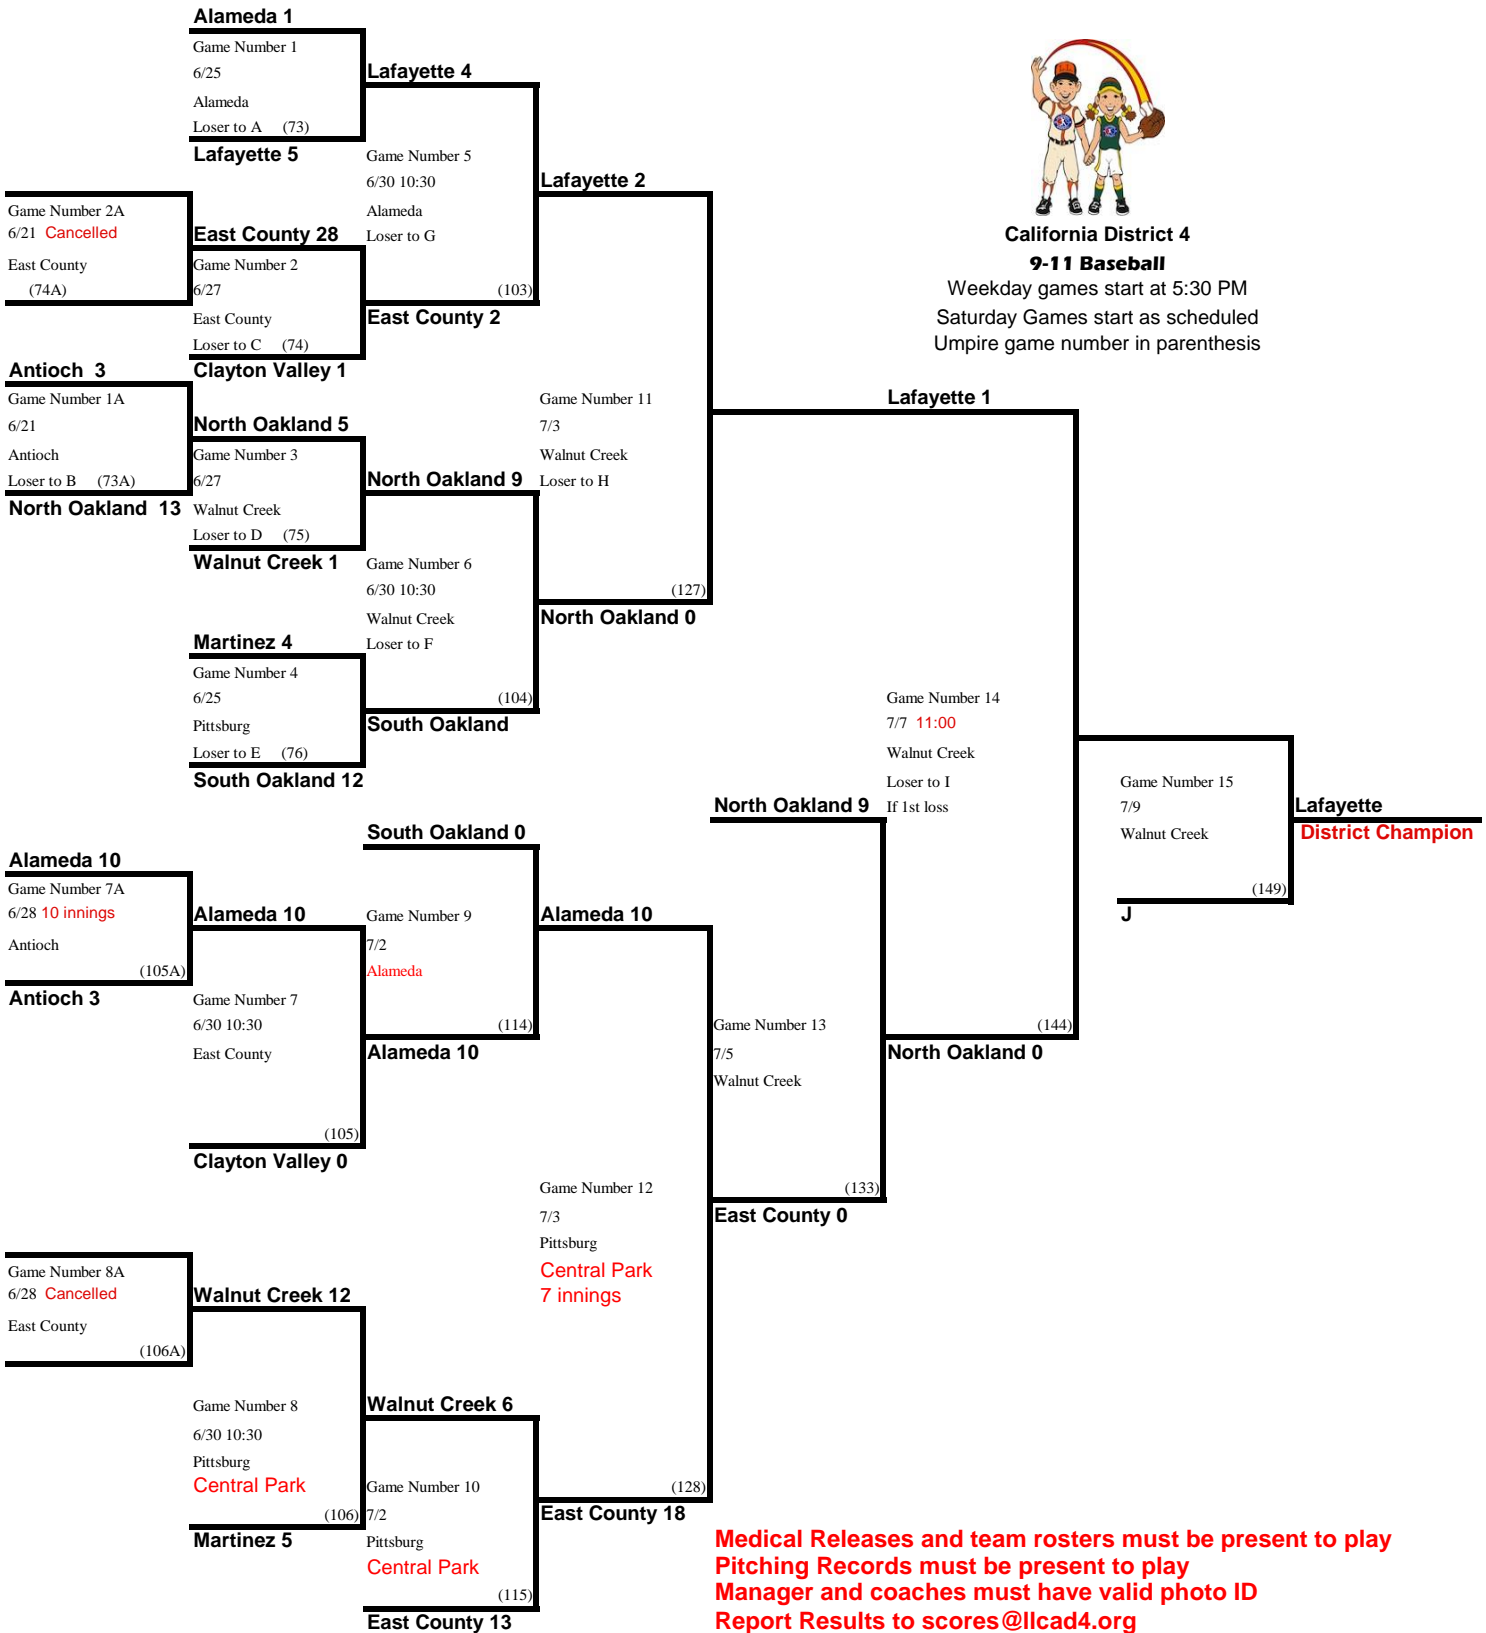 Alameda 1
Game Number 1
6/25
Alameda
Loser to A (73)
Lafayette 5
Lafayette 4
Game Number 5
6/30 10:30
Alameda
Loser to G
(103)
East County 2
Game Number 2A
6/21 Cancelled
East County
(74A)
East County 28
Game Number 2
6/27
East County
Loser to C (74)
Clayton Valley 1
Antioch 3
Game Number 1A
6/21
Antioch
Loser to B (73A)
North Oakland 13
North Oakland 5
Game Number 3
6/27
Walnut Creek
Loser to D (75)
Walnut Creek 1
North Oakland 9
Game Number 6
6/30 10:30
Walnut Creek
Loser to F
(104)
South Oakland
Martinez 4
Game Number 4
6/25
Pittsburg
Loser to E (76)
South Oakland 12
Lafayette 2
Game Number 11
7/3
Walnut Creek
Loser to H
(127)
North Oakland 0
California District 4
9-11 Baseball
Weekday games start at 5:30 PM
Saturday Games start as scheduled
Umpire game number in parenthesis
Lafayette 1
Game Number 14
7/7 11:00
Walnut Creek
Loser to I
If 1st loss
(144)
North Oakland 0
Game Number 15
7/9
Walnut Creek
(149)
J
Lafayette
District Champion
South Oakland 0
Game Number 9
7/2
Alameda
(114)
Alameda 10
Alameda 10
Game Number 7A
6/28 10 innings
Antioch
(105A)
Antioch 3
Alameda 10
Game Number 7
6/30 10:30
East County
(105)
Clayton Valley 0
Alameda 10
Game Number 12
7/3
Pittsburg
Central Park
7 innings
(128)
East County 18
North Oakland 9
Game Number 13
7/5
Walnut Creek
(133)
East County 0
Game Number 8A
6/28 Cancelled
East County
(106A)
Walnut Creek 12
Game Number 8
6/30 10:30
Pittsburg
Central Park
(106)
Martinez 5
Walnut Creek 6
Game Number 10
7/2
Pittsburg
Central Park
(115)
East County 13
Medical Releases and team rosters must be present to play
Pitching Records must be present to play
Manager and coaches must have valid photo ID
Report Results to scores@llcad4.org